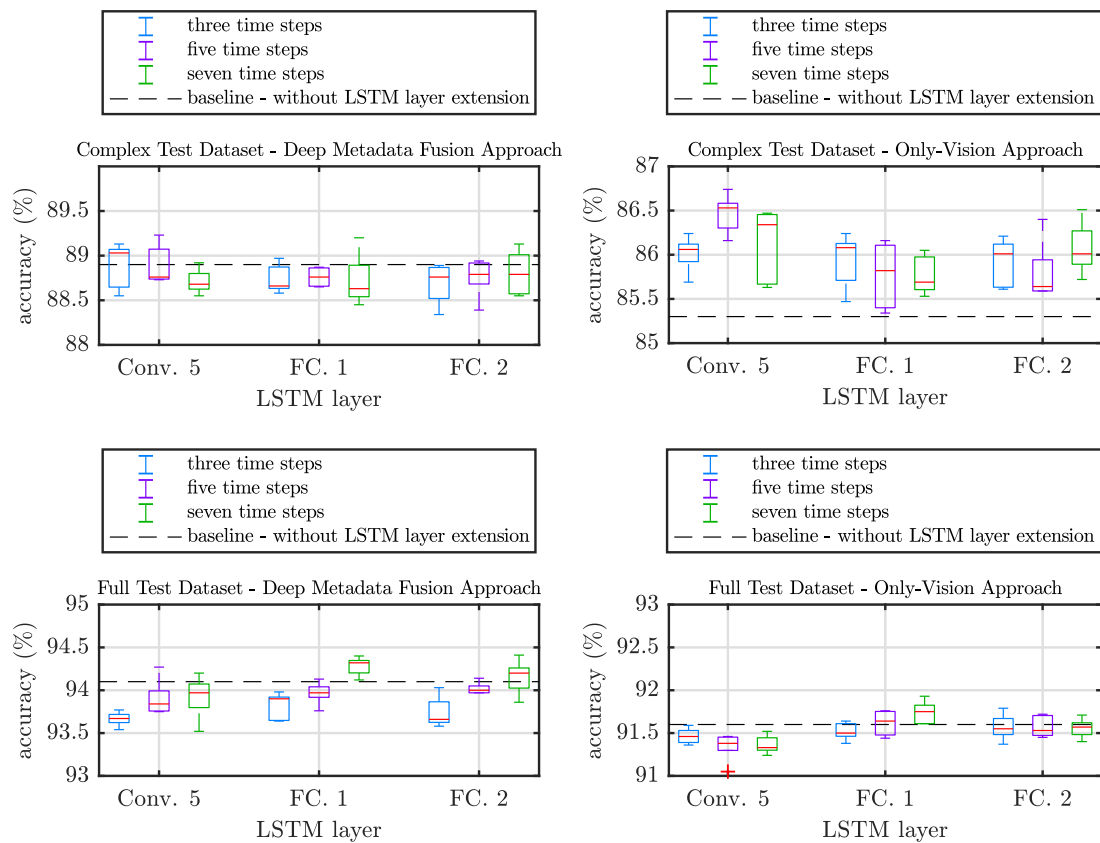 three time steps
five time steps
seven time steps
baseline - without LSTM layer extension
Complex Test Dataset - Deep Metadata Fusion Approach
89.5
89
88.5
88
accuracy (%)
Conv. 5 FC. 1 FC. 2
LSTM layer
three time steps
five time steps
seven time steps
baseline - without LSTM layer extension
Complex Test Dataset - Only-Vision Approach
87
86.5
86
85.5
85
accuracy (%)
Conv. 5 FC. 1 FC. 2
LSTM layer
three time steps
five time steps
seven time steps
baseline - without LSTM layer extension
Full Test Dataset - Deep Metadata Fusion Approach
95
94.5
94
93.5
93
accuracy (%)
Conv. 5 FC. 1 FC. 2
LSTM layer
three time steps
five time steps
seven time steps
baseline - without LSTM layer extension
Full Test Dataset - Only-Vision Approach
93
92.5
92
91.5
91
accuracy (%)
Conv. 5 FC. 1 FC. 2
LSTM layer